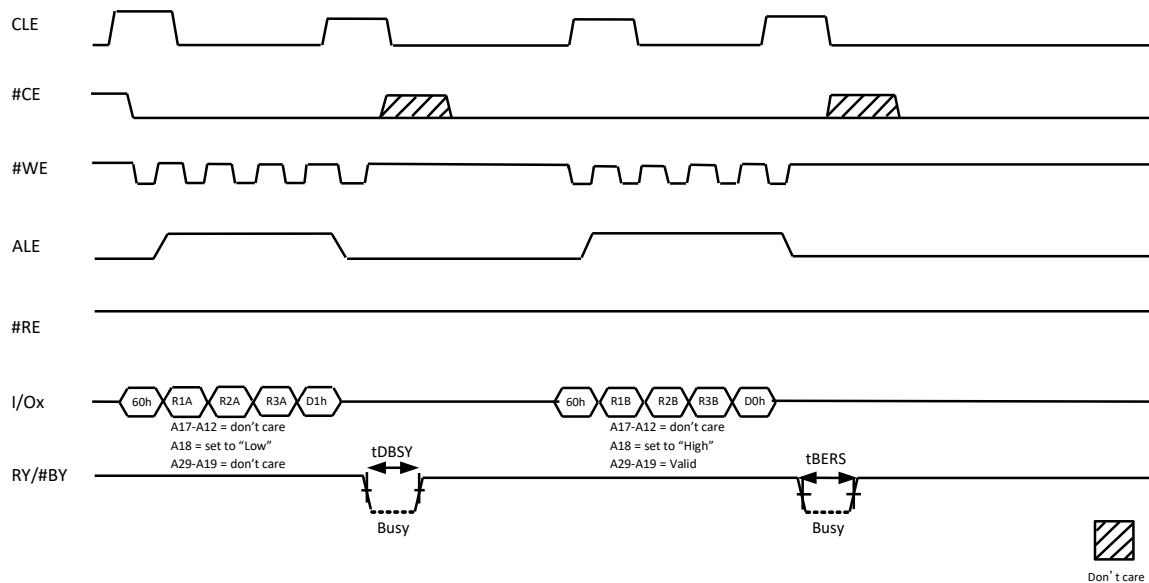 CLE
#CE
#WE
ALE
#RE
I/Ox
60h R1A R2A R3A D1h
60h R1B R2B R3B D0h
A17-A12 = don't care
A18 = set to “Low”
A29-A19 = don't care
A17-A12 = don't care
A18 = set to “High”
A29-A19 = Valid
RY/#BY
tDBSY
Busy
tBERS
Busy
Don’t care